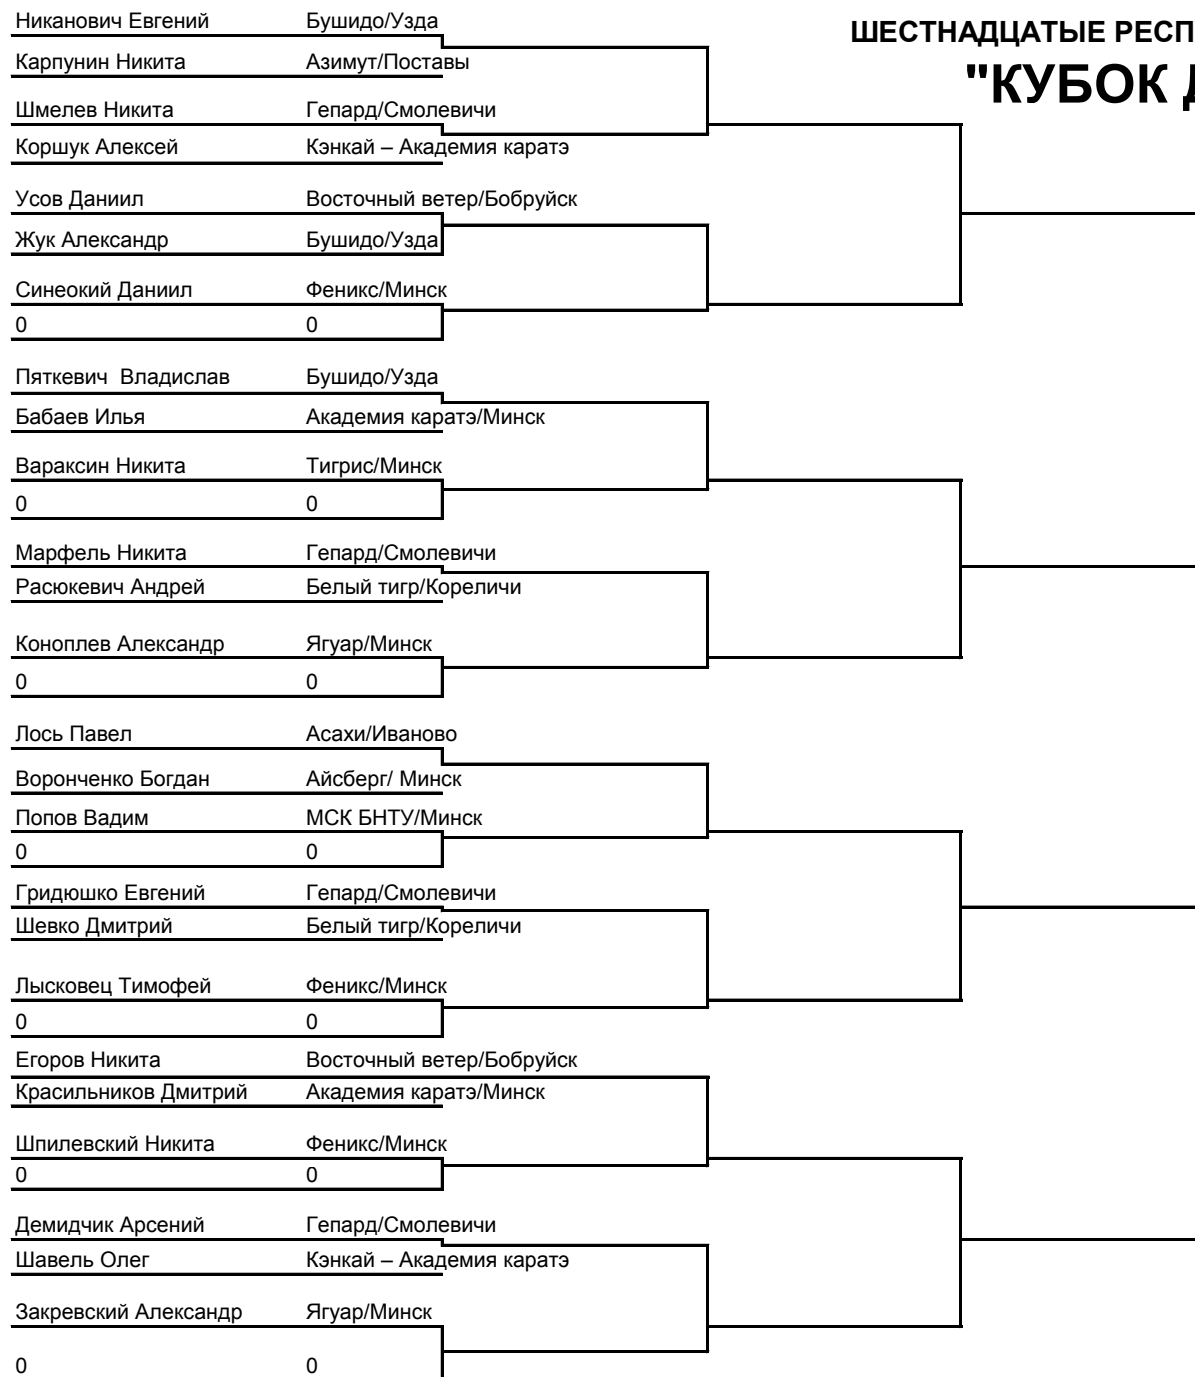 Никанович Евгений Бушидо/Узда
ШЕСТНАДЦАТЫЕ РЕСП
Карпунин Никита Азимут/Поставы
"КУБОК
Шмелев Никита Гепард/Смолевичи
Коршук Алексей Кэнкай – Академия каратэ
Усов Даниил Восточный ветер/Бобруйск
Жук Александр Бушидо/Узда
Синеокий Даниил Феникс/Минск
0 0
Пяткевич  Владислав Бушидо/Узда
Бабаев Илья Академия каратэ/Минск
Вараксин Никита Тигрис/Минск
0 0
Марфель Никита Гепард/Смолевичи
Расюкевич Андрей Белый тигр/Кореличи
Коноплев Александр Ягуар/Минск
0 0
Лось Павел Асахи/Иваново
Воронченко Богдан Айсберг/ Минск
Попов Вадим МСК БНТУ/Минск
0 0
Гридюшко Евгений Гепард/Смолевичи
Шевко Дмитрий Белый тигр/Кореличи
Лысковец Тимофей Феникс/Минск
0 0
Егоров Никита Восточный ветер/Бобруйск
Красильников Дмитрий Академия каратэ/Минск
Шпилевский Никита Феникс/Минск
0 0
Демидчик Арсений Гепард/Смолевичи
Шавель Олег Кэнкай – Академия каратэ
Закревский Александр Ягуар/Минск
0 0